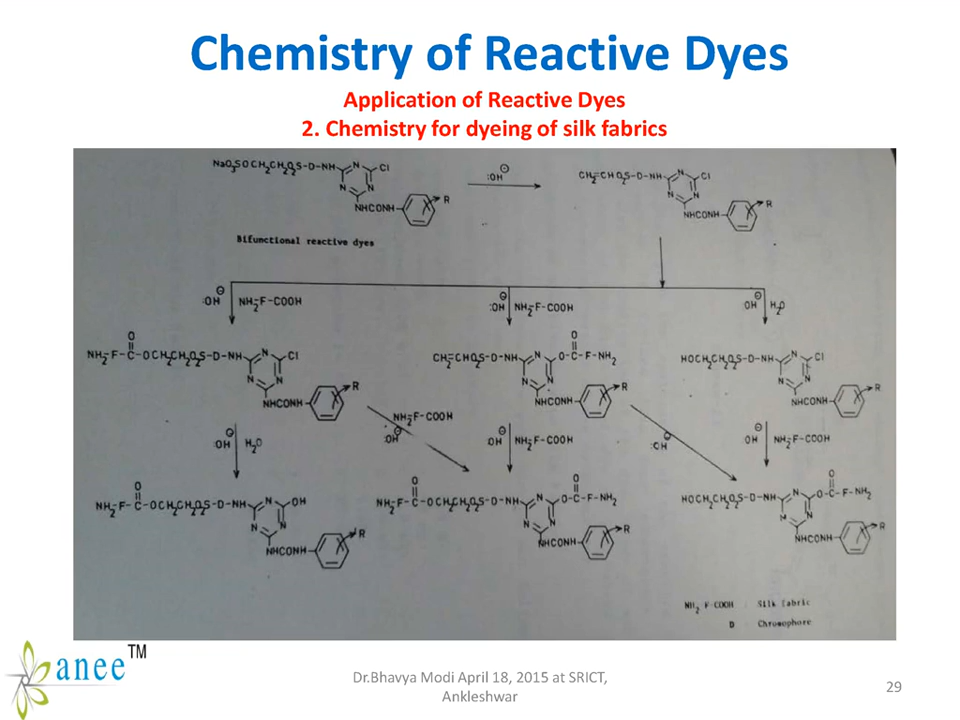 Chemistry of Reactive Dyes
Application of Reactive Dyes
2. Chemistry for dyeing of silk fabrics
NaO₃SOCH₂CH₂O₂S-D-NH N Cl
N N
NHCONH R
:OH⊖
CH₂=CHO₂S-D-NH N Cl
N N
NHCONH R
Bifunctional reactive dyes
:OH⊖ NH₂-F-COOH
:OH⊖ NH₂-F-COOH
OH⊖ H₂O
O
NH₂-F-C-OCH₂CH₂O₂S-D-NH N Cl
N N
NHCONH R
O
CH₂=CHO₂S-D-NH N O-C-F-NH₂
N N
NHCONH R
HOCH₂CH₂O₂S-D-NH N Cl
N N
NHCONH R
:OH⊖ H₂O
NH₂-F-COOH
:OH⊖
:OH⊖ NH₂-F-COOH
:OH⊖
OH⊖ NH₂-F-COOH
O
NH₂-F-C-OCH₂CH₂O₂S-D-NH N OH
N N
NHCONH R
O O
NH₂-F-C-OCH₂CH₂O₂S-D-NH N O-C-F-NH₂
N N
NHCONH R
O
HOCH₂CH₂O₂S-D-NH N O-C-F-NH₂
N N
NHCONH R
NH₂ F COOH : Silk fabric
D Chromophore
anee™
Dr.Bhavya Modi April 18, 2015 at SRICT,
Ankleshwar
29